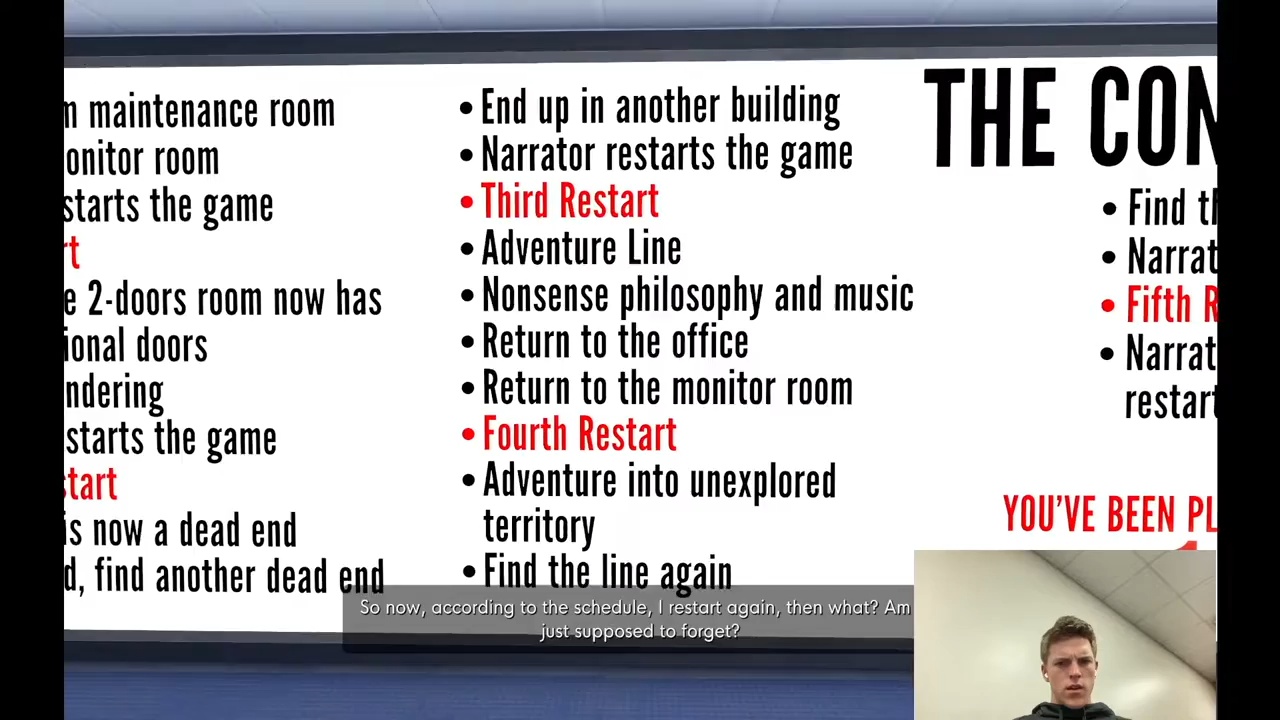 m maintenance room
onitor room
starts the game
rt
e 2-doors room now has
ional doors
ndering
starts the game
start
is now a dead end
d, find another dead end
• End up in another building
• Narrator restarts the game
• Third Restart
• Adventure Line
• Nonsense philosophy and music
• Return to the office
• Return to the monitor room
• Fourth Restart
• Adventure into unexplored
territory
• Find the line again
THE CON
• Find th
• Narrat
• Fifth R
• Narrat
restart
YOU'VE BEEN PL
So now, according to the schedule, I restart again, then what? Am
just supposed to forget?